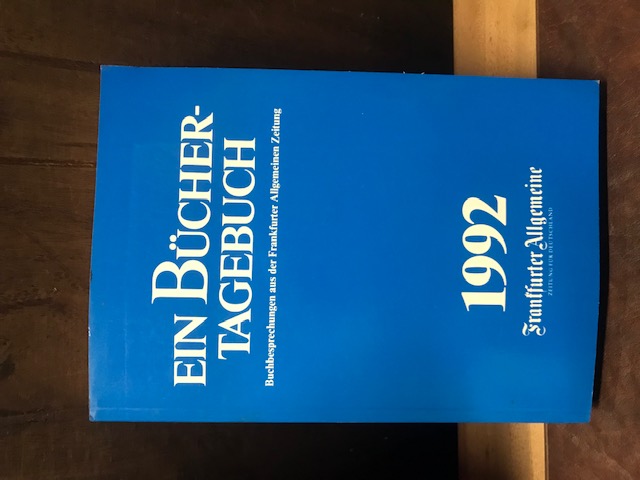 EIN BÜCHER-
TAGEBUCH
Buchbesprechungen aus der Frankfurter Allgemeinen Zeitung
1992
Frankfurter Allgemeine
ZEITUNG FÜR DEUTSCHLAND